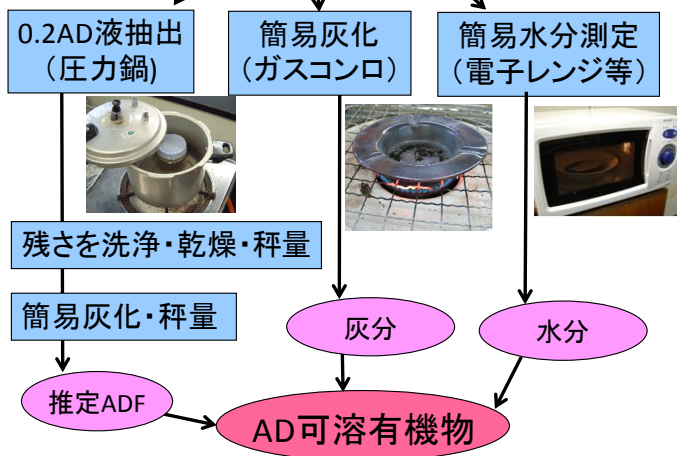 0.2AD液抽出
（圧力鍋)
簡易灰化
（ガスコンロ）
簡易水分測定
（電子レンジ等）
残さを洗浄・乾燥・秤量
簡易灰化・秤量
灰分
水分
推定ADF
AD可溶有機物